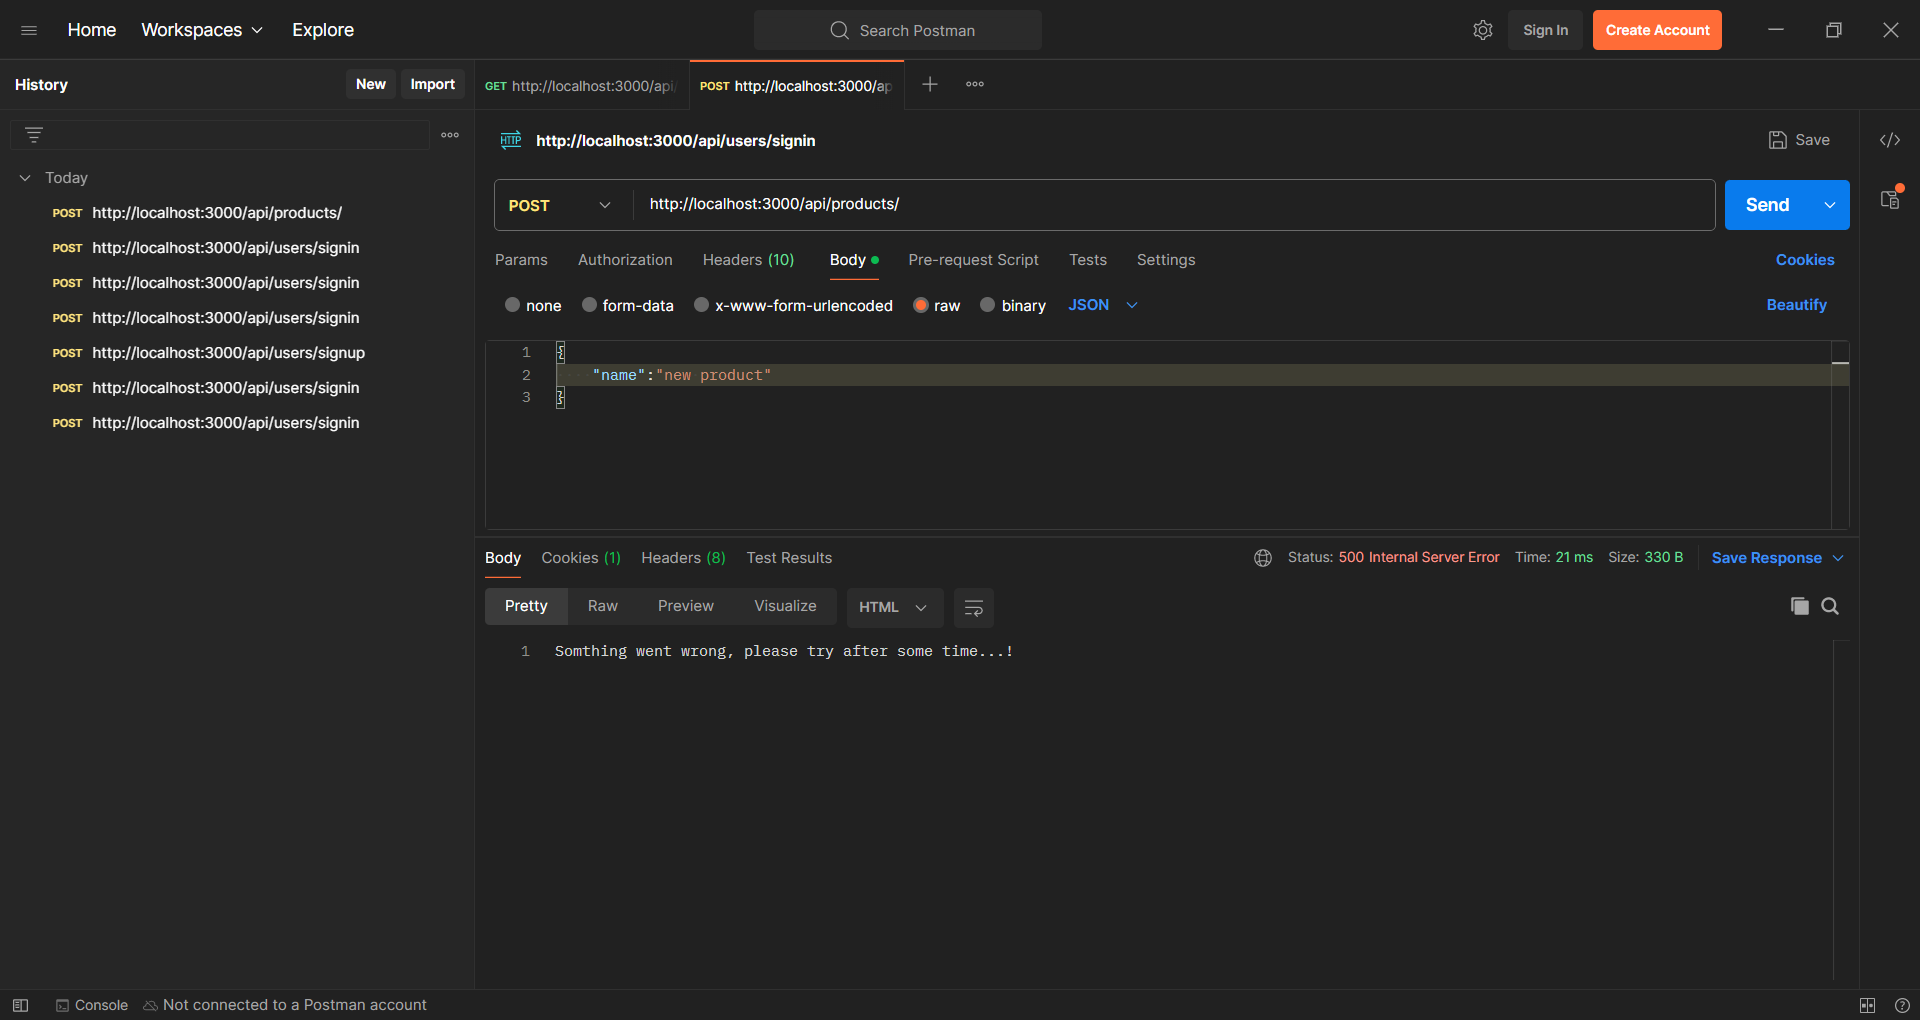 Home Workspaces Explore Search Postman Sign In Create Account
History New Import
GET http://localhost:3000/api/ POST http://localhost:3000/ap
HTTP http://localhost:3000/api/users/signin Save
Today
POST http://localhost:3000/api/products/
POST http://localhost:3000/api/users/signin
POST http://localhost:3000/api/users/signin
POST http://localhost:3000/api/users/signin
POST http://localhost:3000/api/users/signup
POST http://localhost:3000/api/users/signin
POST http://localhost:3000/api/users/signin
POST http://localhost:3000/api/products/ Send
Params Authorization Headers (10) Body Pre-request Script Tests Settings Cookies
none form-data x-www-form-urlencoded raw binary JSON Beautify
1 {
2 "name":"new product"
3 }
Body Cookies (1) Headers (8) Test Results Status: 500 Internal Server Error Time: 21 ms Size: 330 B Save Response
Pretty Raw Preview Visualize HTML
1 Somthing went wrong, please try after some time...!
Console Not connected to a Postman account